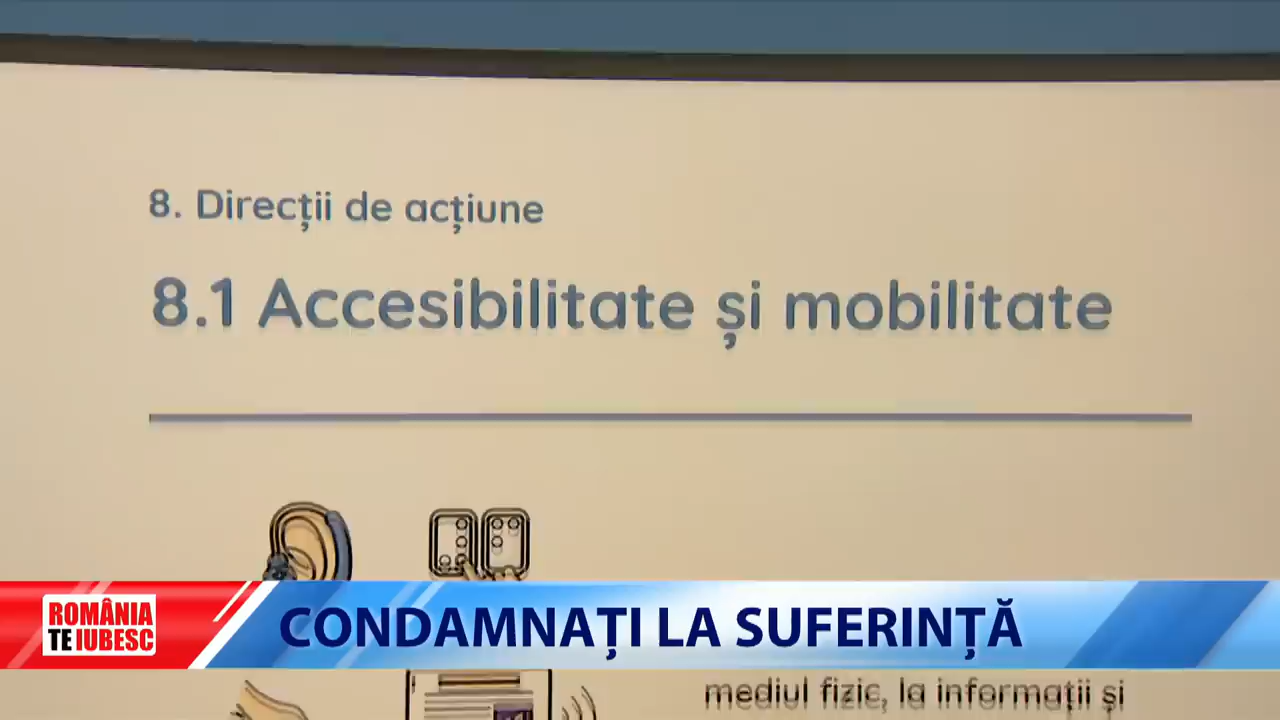 8. Direcții de acțiune
8.1 Accesibilitate și mobilitate
ROMÂNIA
TE IUBESC
CONDAMNAȚI LA SUFERINȚĂ
mediul fizic, la informații și